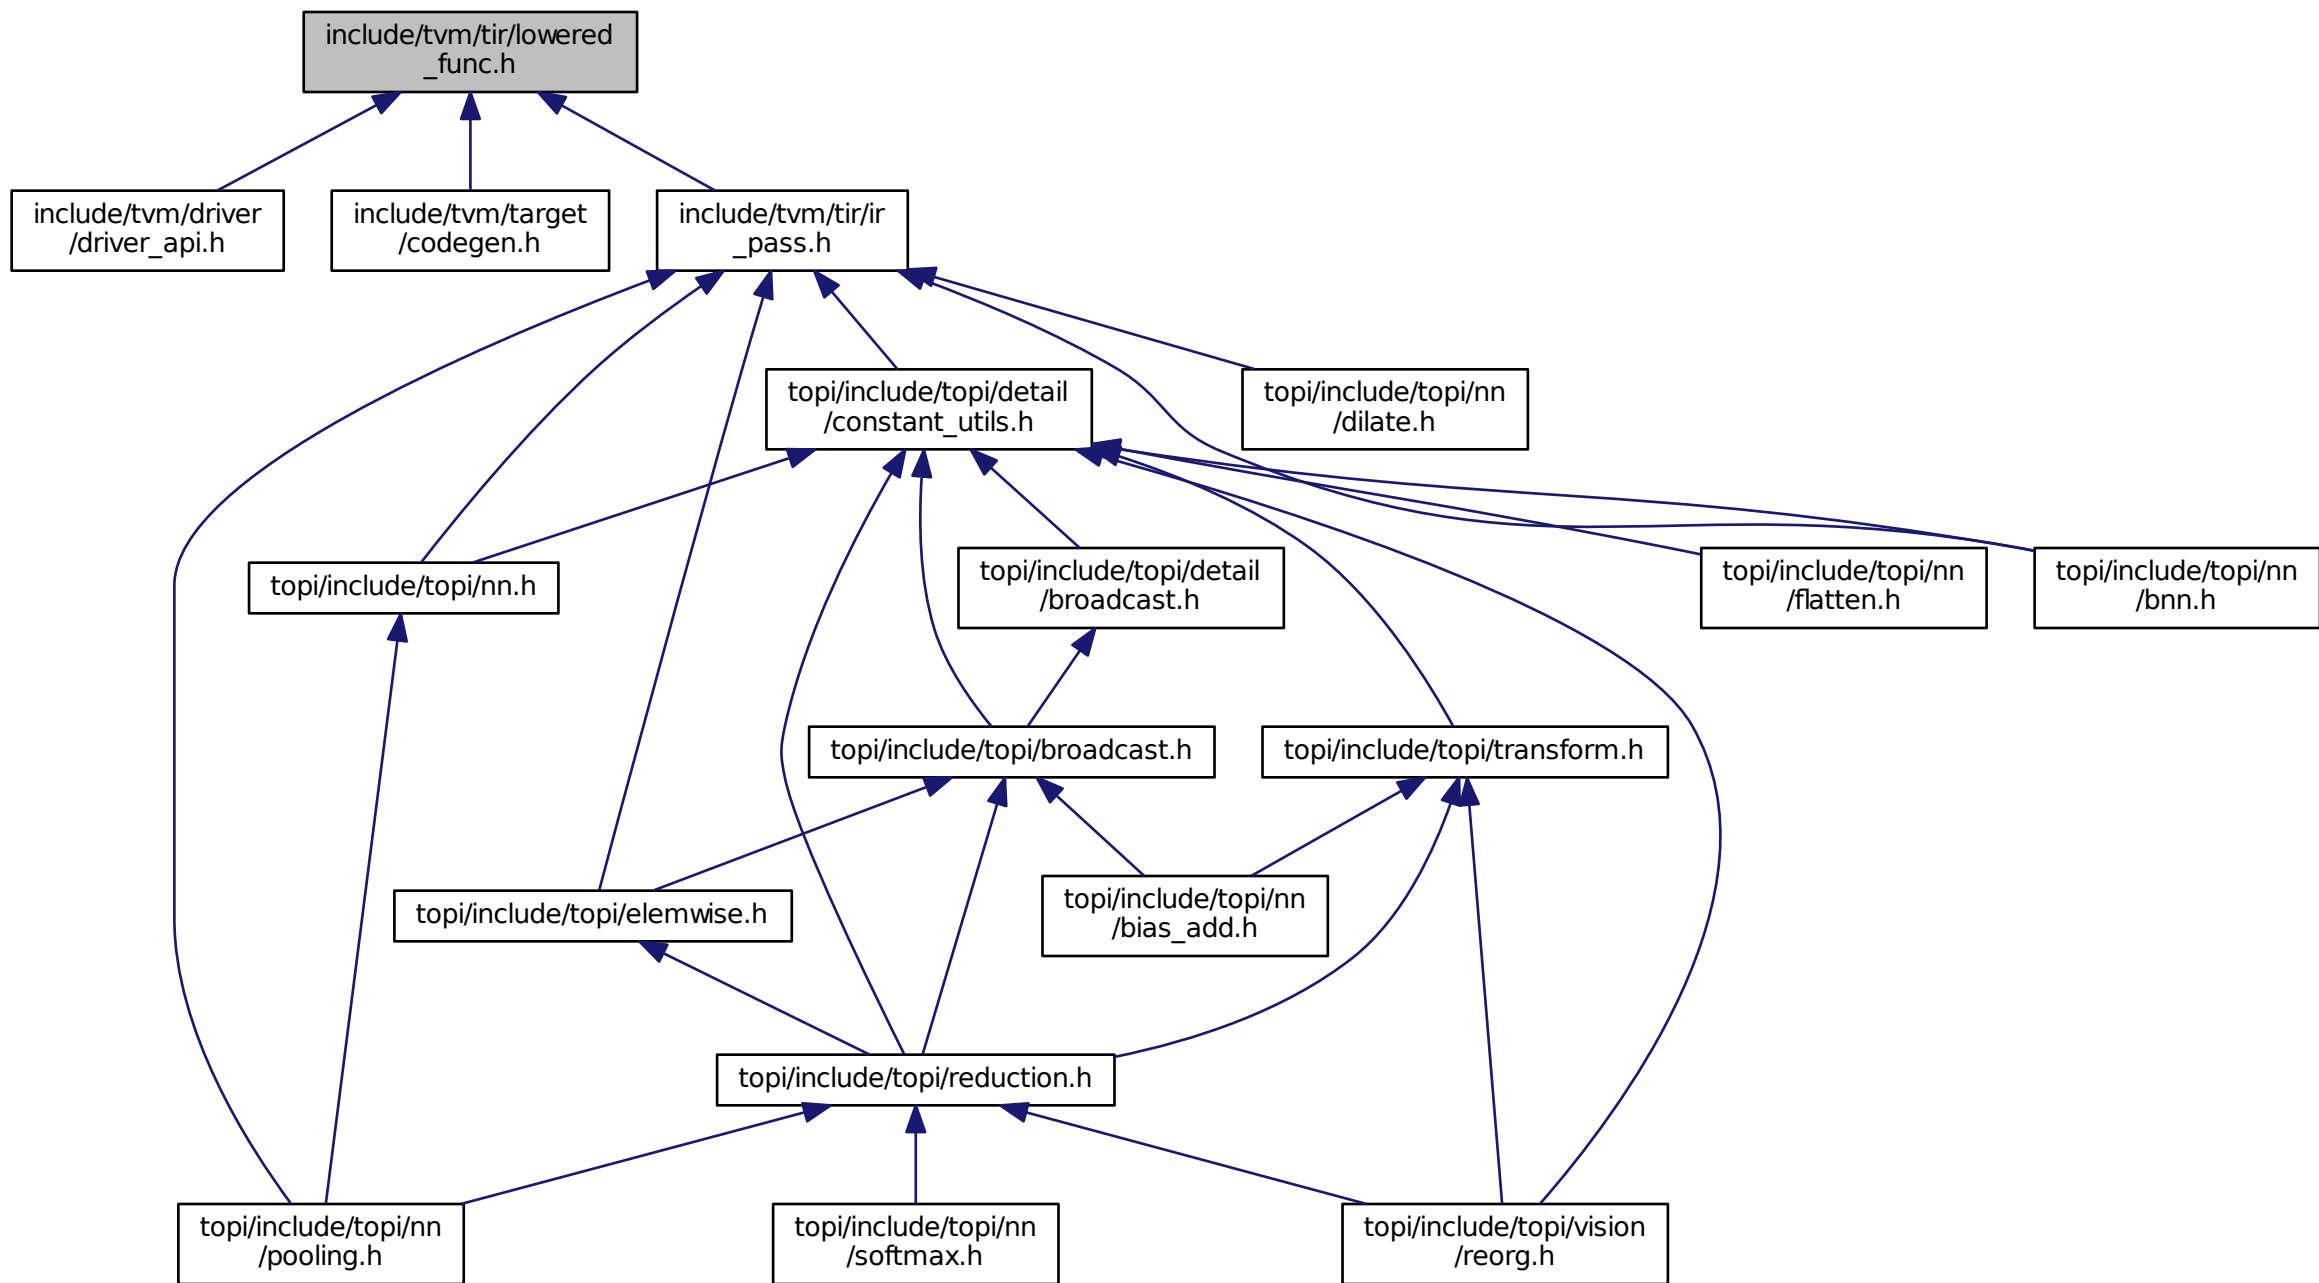 include/tvm/tir/lowered
_func.h
include/tvm/driver
/driver_api.h
include/tvm/target
/codegen.h
include/tvm/tir/ir
_pass.h
topi/include/topi/detail
/constant_utils.h
topi/include/topi/nn
/dilate.h
topi/include/topi/nn.h
topi/include/topi/detail
/broadcast.h
topi/include/topi/nn
/flatten.h
topi/include/topi/nn
/bnn.h
topi/include/topi/broadcast.h
topi/include/topi/transform.h
topi/include/topi/elemwise.h
topi/include/topi/nn
/bias_add.h
topi/include/topi/reduction.h
topi/include/topi/nn
/pooling.h
topi/include/topi/nn
/softmax.h
topi/include/topi/vision
/reorg.h